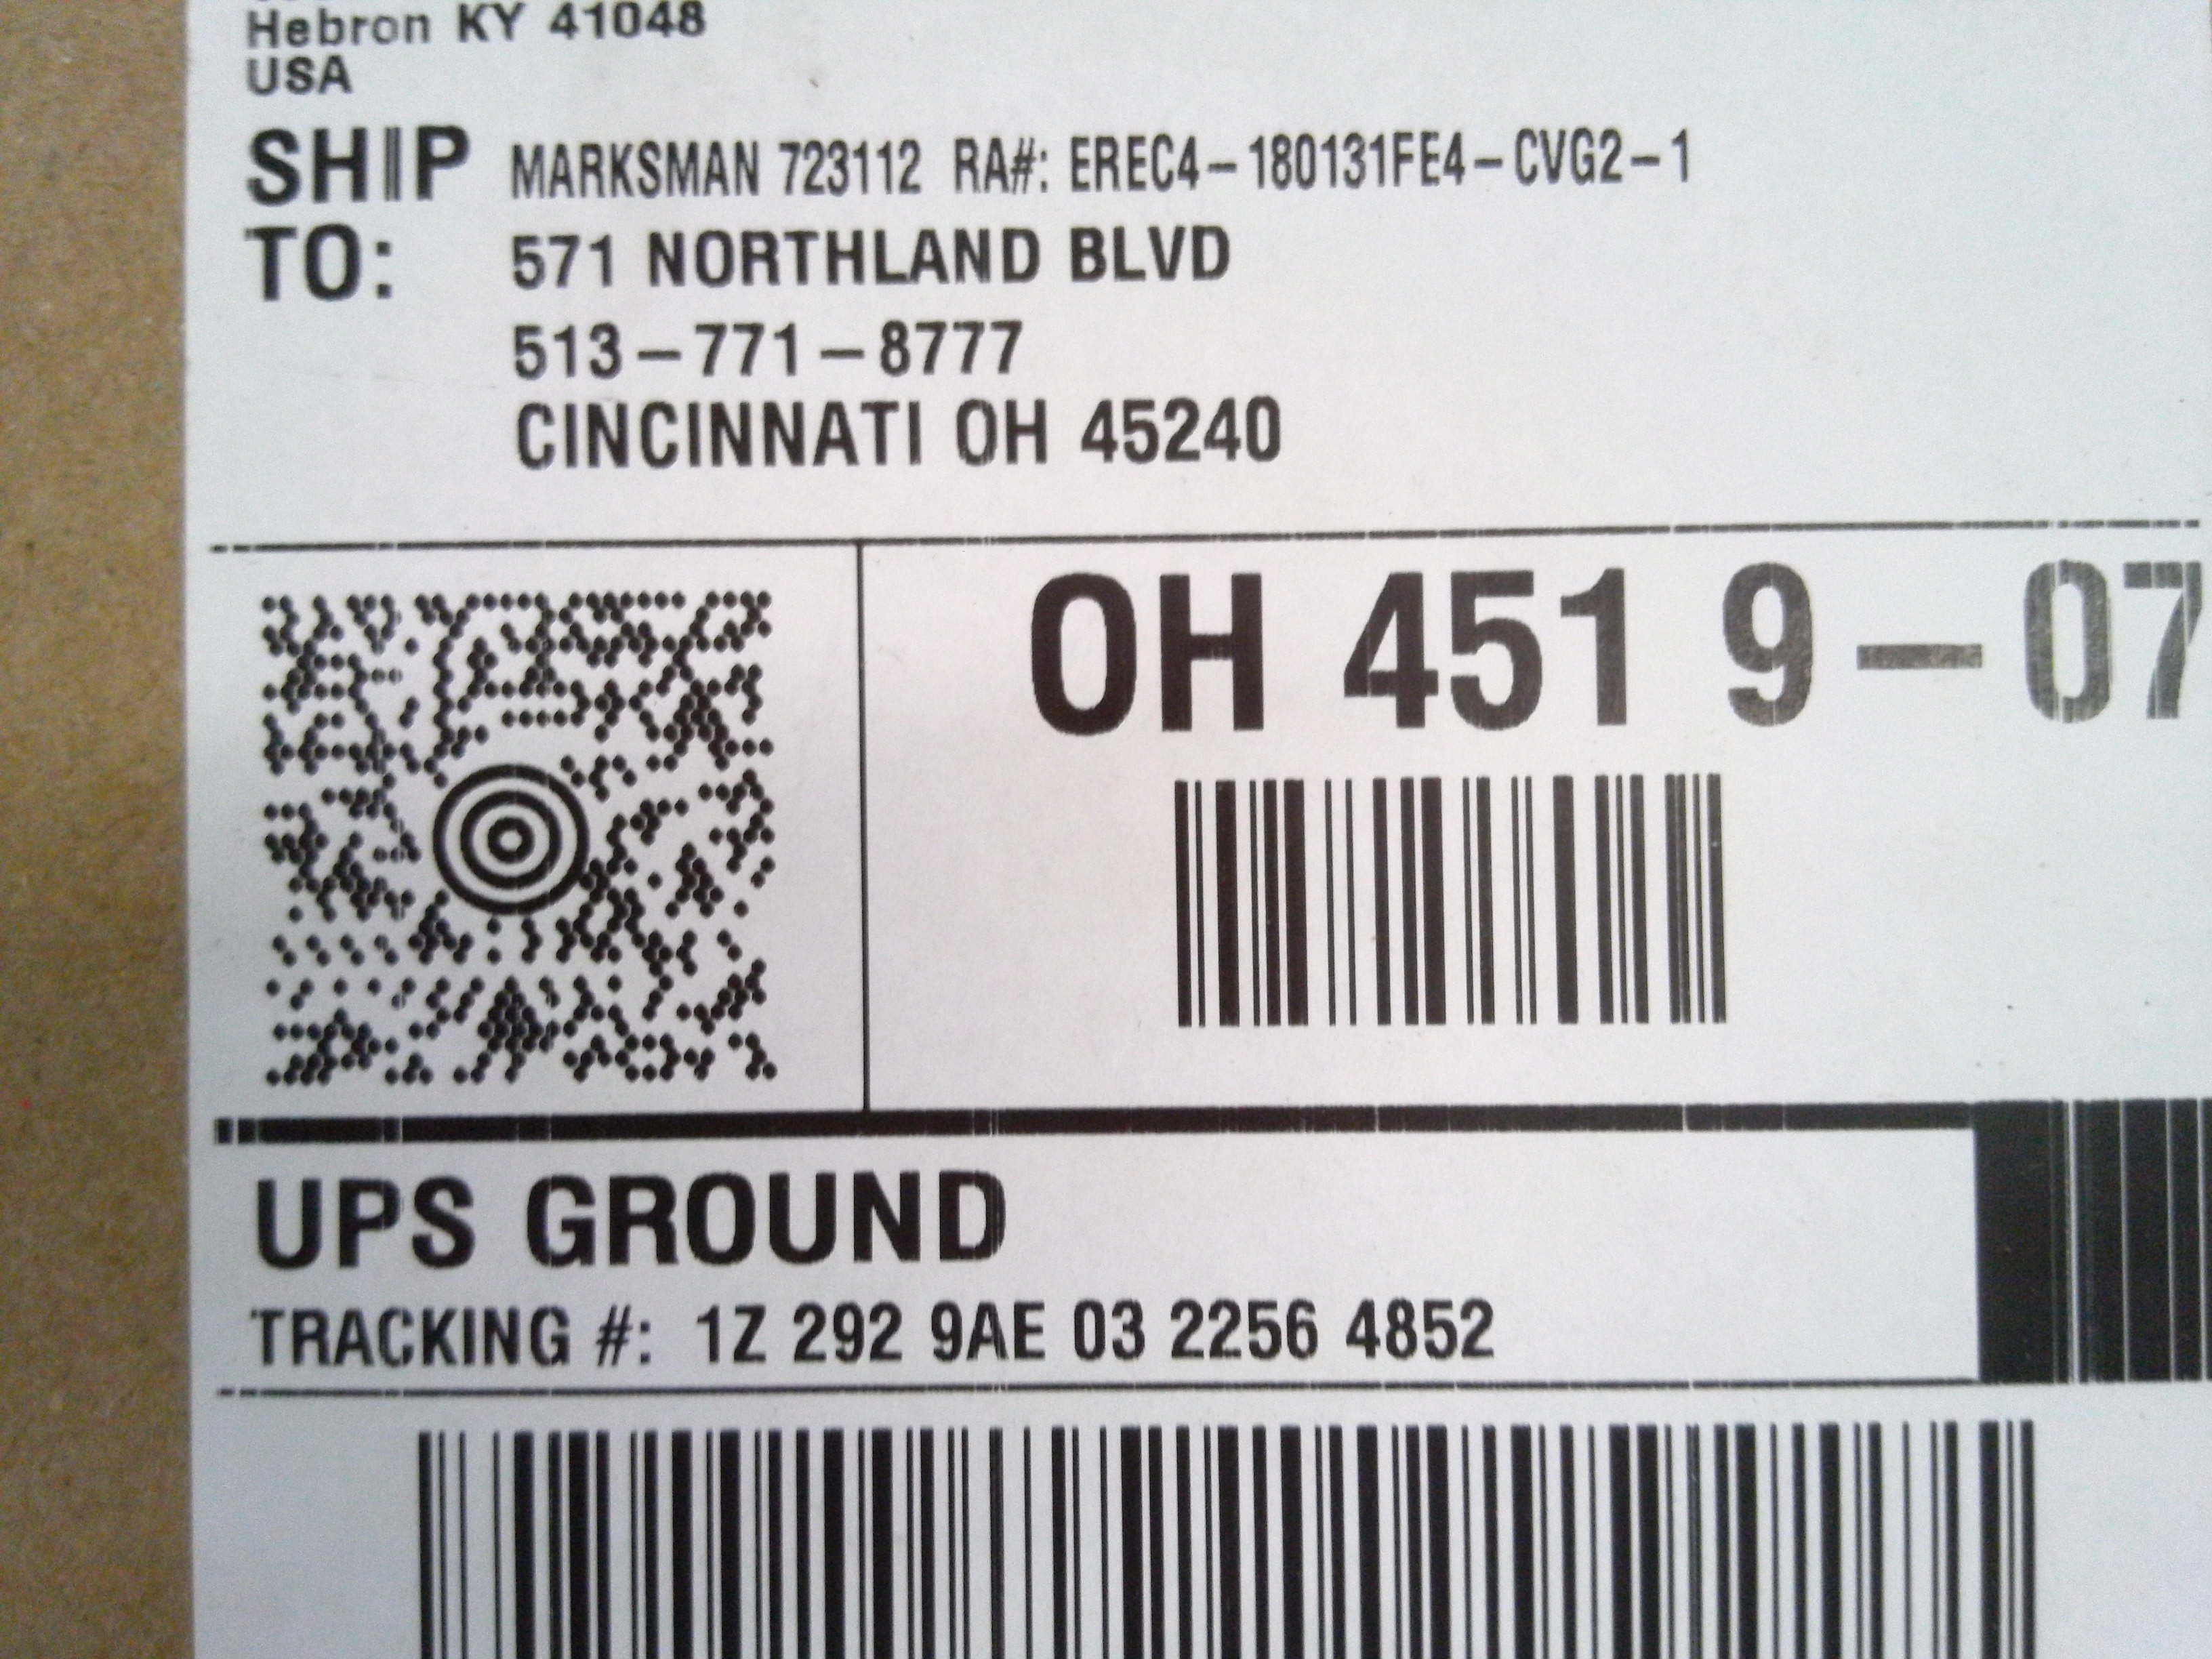 Hebron KY 41048
USA
SHIP TO: MARKSMAN 723112 RA#: EREC4-180131FE4-CVG2-1
571 NORTHLAND BLVD
513-771-8777
CINCINNATI OH 45240
OH 451 9-07
UPS GROUND
TRACKING #: 1Z 292 9AE 03 2256 4852